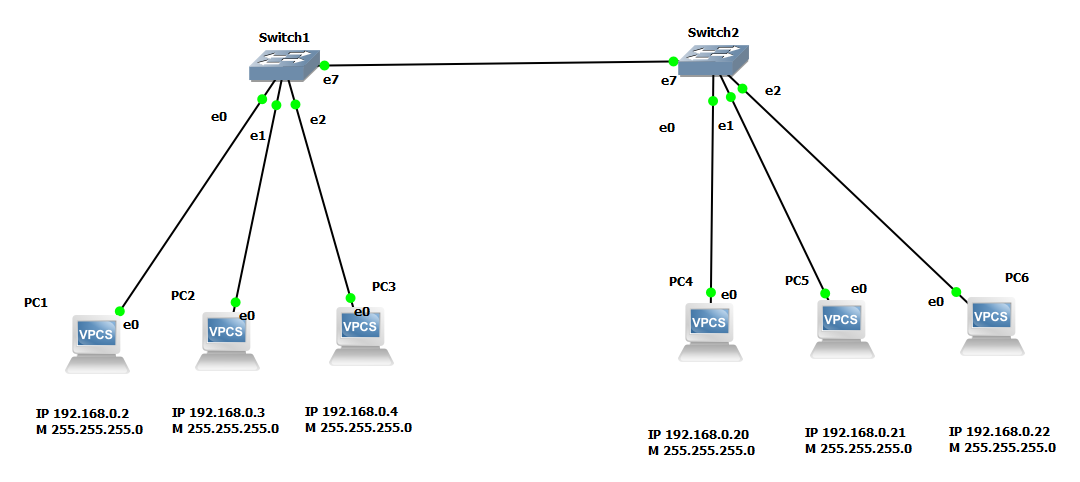 Switch1
Switch2
e7
e7
e0
e1
e2
e0
e1
e2
PC1
PC2
PC3
PC4
PC5
PC6
e0
e0
e0
e0
e0
e0
VPCS
VPCS
VPCS
VPCS
VPCS
VPCS
IP 192.168.0.2
M 255.255.255.0
IP 192.168.0.3
M 255.255.255.0
IP 192.168.0.4
M 255.255.255.0
IP 192.168.0.20
M 255.255.255.0
IP 192.168.0.21
M 255.255.255.0
IP 192.168.0.22
M 255.255.255.0